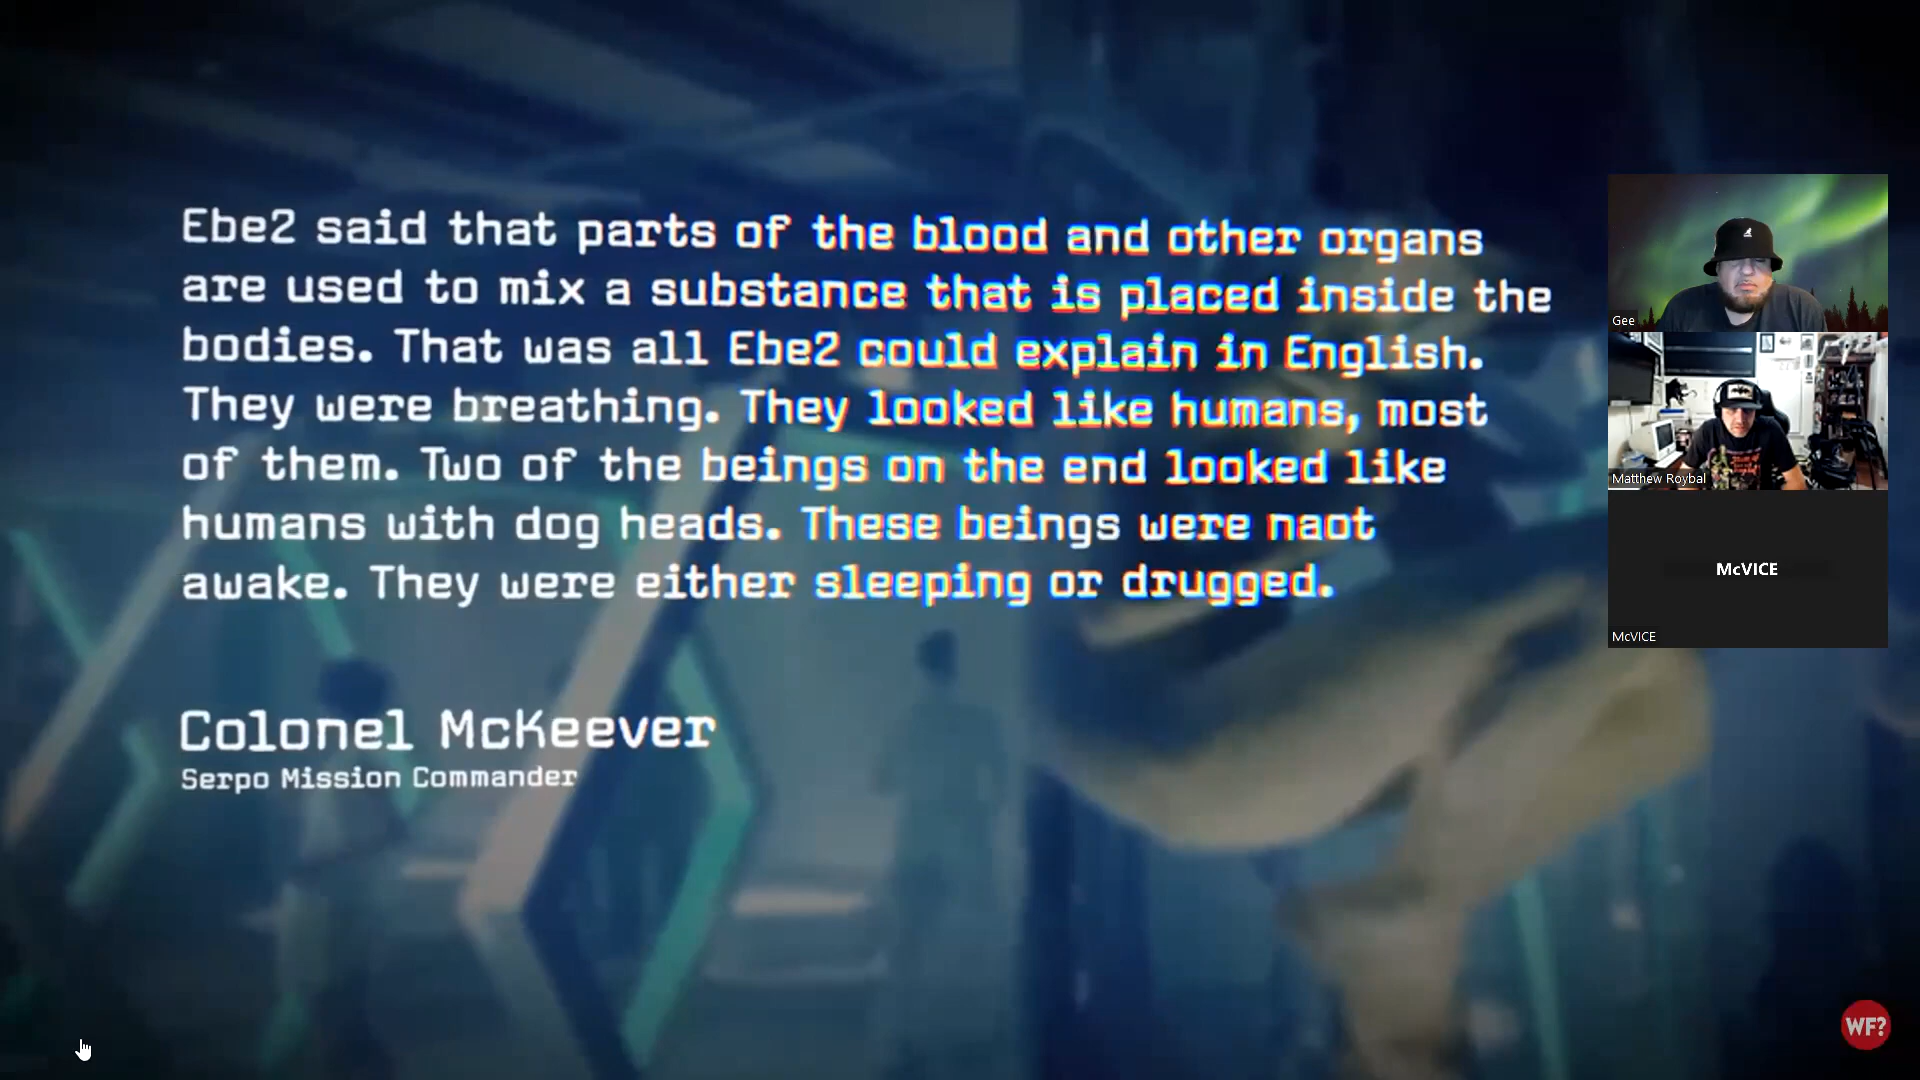 Ebe2 said that parts of the blood and other organs
are used to mix a substance that is placed inside the
bodies. That was all Ebe2 could explain in English.
They were breathing. They looked like humans, most
of them. Two of the beings on the end looked like
humans with dog heads. These beings were naot
awake. They were either sleeping or drugged.
Colonel McKeever
Serpo Mission Commander
Gee
Matthew Roybal
McVICE
McVICE
WF?